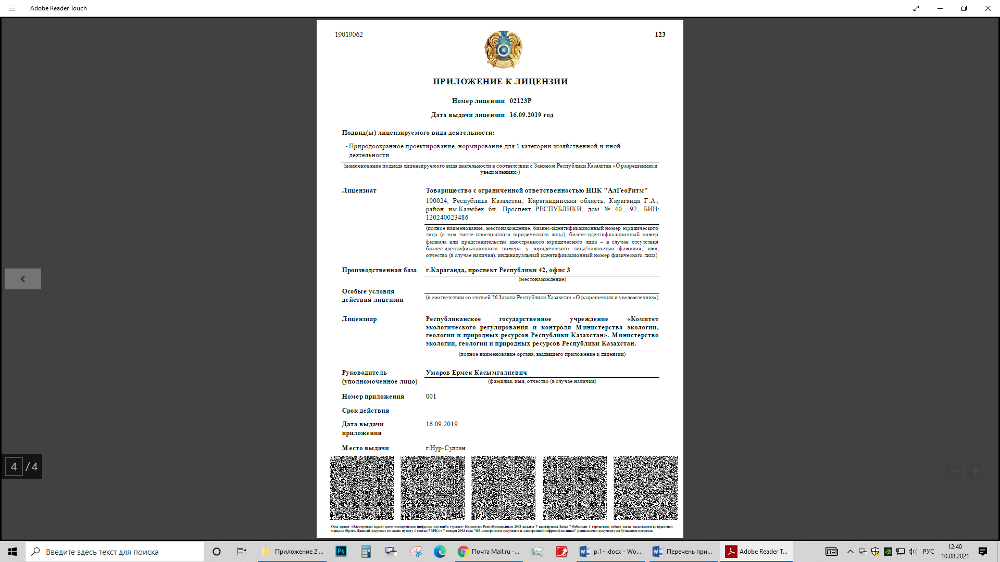 Adobe Reader Touch
19019062
123
ПРИЛОЖЕНИЕ К ЛИЦЕНЗИИ
Номер лицензии 02123Р
Дата выдачи лицензии 16.09.2019 год
Подвид(ы) лицензируемого вида деятельности:
- Природоохранное проектирование, нормирование для 1 категории хозяйственной и иной
деятельности
(наименование подвида лицензируемого вида деятельности в соответствии с Законом Республики Казахстан «О разрешениях и
уведомлениях»)
Лицензиат
Товарищество с ограниченной ответственностью НПК "АлГеоРитм"
100024, Республика Казахстан, Карагандинская область, Караганда Г.А.,
район им.Казыбек би, Проспект РЕСПУБЛИКИ, дом № 40,, 92, БИН:
120240023486
(полное наименование, местонахождение, бизнес-идентификационный номер юридического
лица (в том числе иностранного юридического лица), бизнес-идентификационный номер
филиала или представительства иностранного юридического лица – в случае отсутствия
бизнес-идентификационного номера у юридического лица/полностью фамилия, имя,
отчество (в случае наличия), индивидуальный идентификационный номер физического лица)
Производственная база
г.Караганда, проспект Республики 42, офис 3
(местонахождение)
Особые условия
действия лицензии
(в соответствии со статьей 36 Закона Республики Казахстан «О разрешениях и уведомлениях»)
Лицензиар
Республиканское государственное учреждение «Комитет
экологического регулирования и контроля Министерства экологии,
геологии и природных ресурсов Республики Казахстан». Министерство
экологии, геологии и природных ресурсов Республики Казахстан.
(полное наименование органа, выдавшего приложение к лицензии)
Руководитель
(уполномоченное лицо)
Умаров Ермек Касымгалиевич
(фамилия, имя, отчество (в случае наличия)
Номер приложения
001
Срок действия
Дата выдачи
приложения
16.09.2019
Место выдачи
г.Нур-Султан
4 / 4
Осы құжат «Электронды құжат және электрондық цифрлық қолтаңба туралы» Қазақстан Республикасының 2003 жылғы 7 қаңтардағы Заңы 7 бабының 1 тармағына сәйкес қағаз тасығыштағы құжатпен
маңызы бірдей. Данный документ согласно пункту 1 статьи 7 ЗРК от 7 января 2003 года "Об электронном документе и электронной цифровой подписи" равнозначен документу на бумажном носителе.
Введите здесь текст для поиска
Приложение 2 ...
Ps
Почта Mail.ru -...
р.1+.docx - Wo...
Перечень при...
Adobe Reader T...
РУС
12:40
10.08.2021